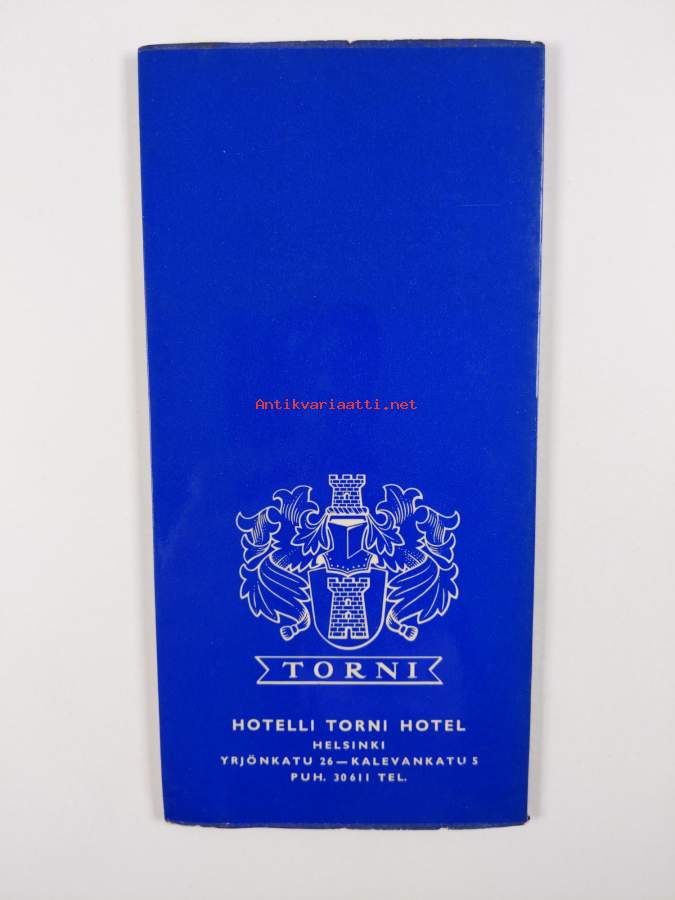 Antikvariaatti.net
TORNI
HOTELLI TORNI HOTEL
HELSINKI
YRJÖNKATU 26—KALEVANKATU 5
PUH. 30611 TEL.